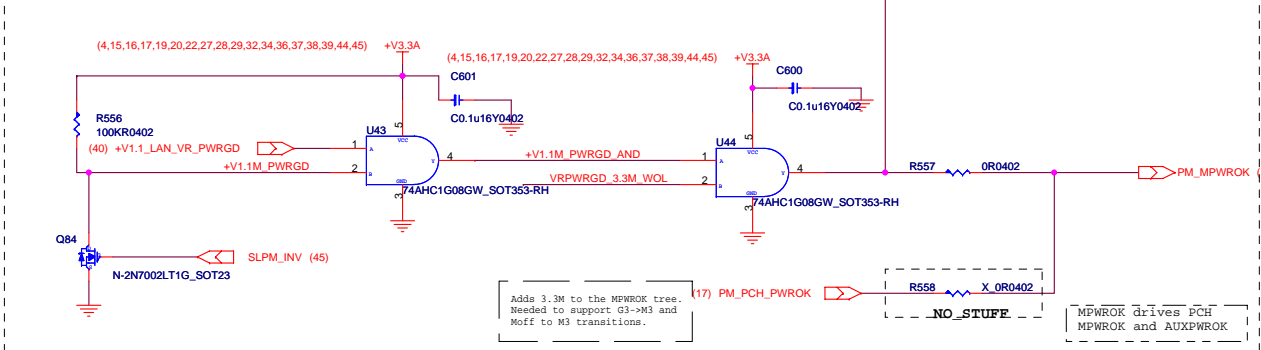 (4,15,16,17,19,20,22,27,28,29,32,34,36,37,38,39,44,45)
+V3.3A
(4,15,16,17,19,20,22,27,28,29,32,34,36,37,38,39,44,45)
+V3.3A
C601
C0.1u16Y0402
C600
C0.1u16Y0402
R556
100KR0402
(40) +V1.1_LAN_VR_PWRGD
+V1.1M_PWRGD
U43
5
VCC
1
A
2
B
Y
4
GND
3
74AHC1G08GW_SOT353-RH
+V1.1M_PWRGD_AND
VRPWRGD_3.3M_WOL
U44
5
VCC
1
A
2
B
Y
4
GND
3
74AHC1G08GW_SOT353-RH
R557
0R0402
PM_MPWROK (
Q84
N-2N7002LT1G_SOT23
SLPM_INV (45)
Adds 3.3M to the MPWROK tree.
Needed to support G3->M3 and
Moff to M3 transitions.
(17) PM_PCH_PWROK
R558
X_0R0402
NO_STUFF
MPWROK drives PCH
MPWROK and AUXPWROK